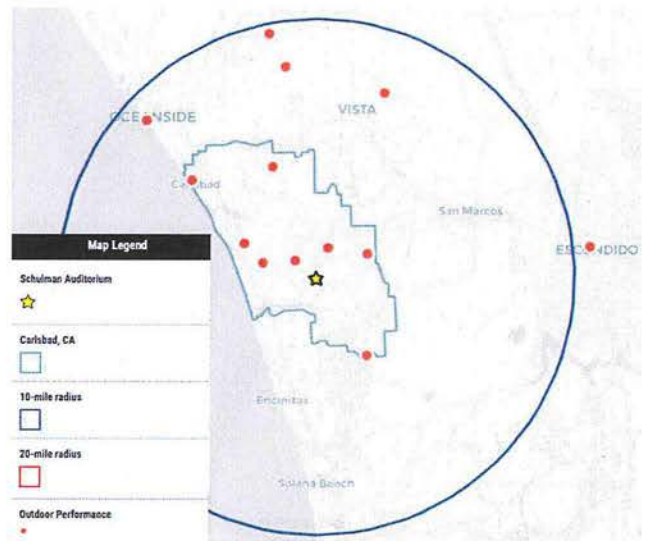 OCEANSIDE
VISTA
Carlsbad
San Marcos
ESCONDIDO
Map Legend
Schulman Auditorium
Carlsbad, CA
10-mile radius
Encinitas
20-mile radius
Solana Beach
Outdoor Performance